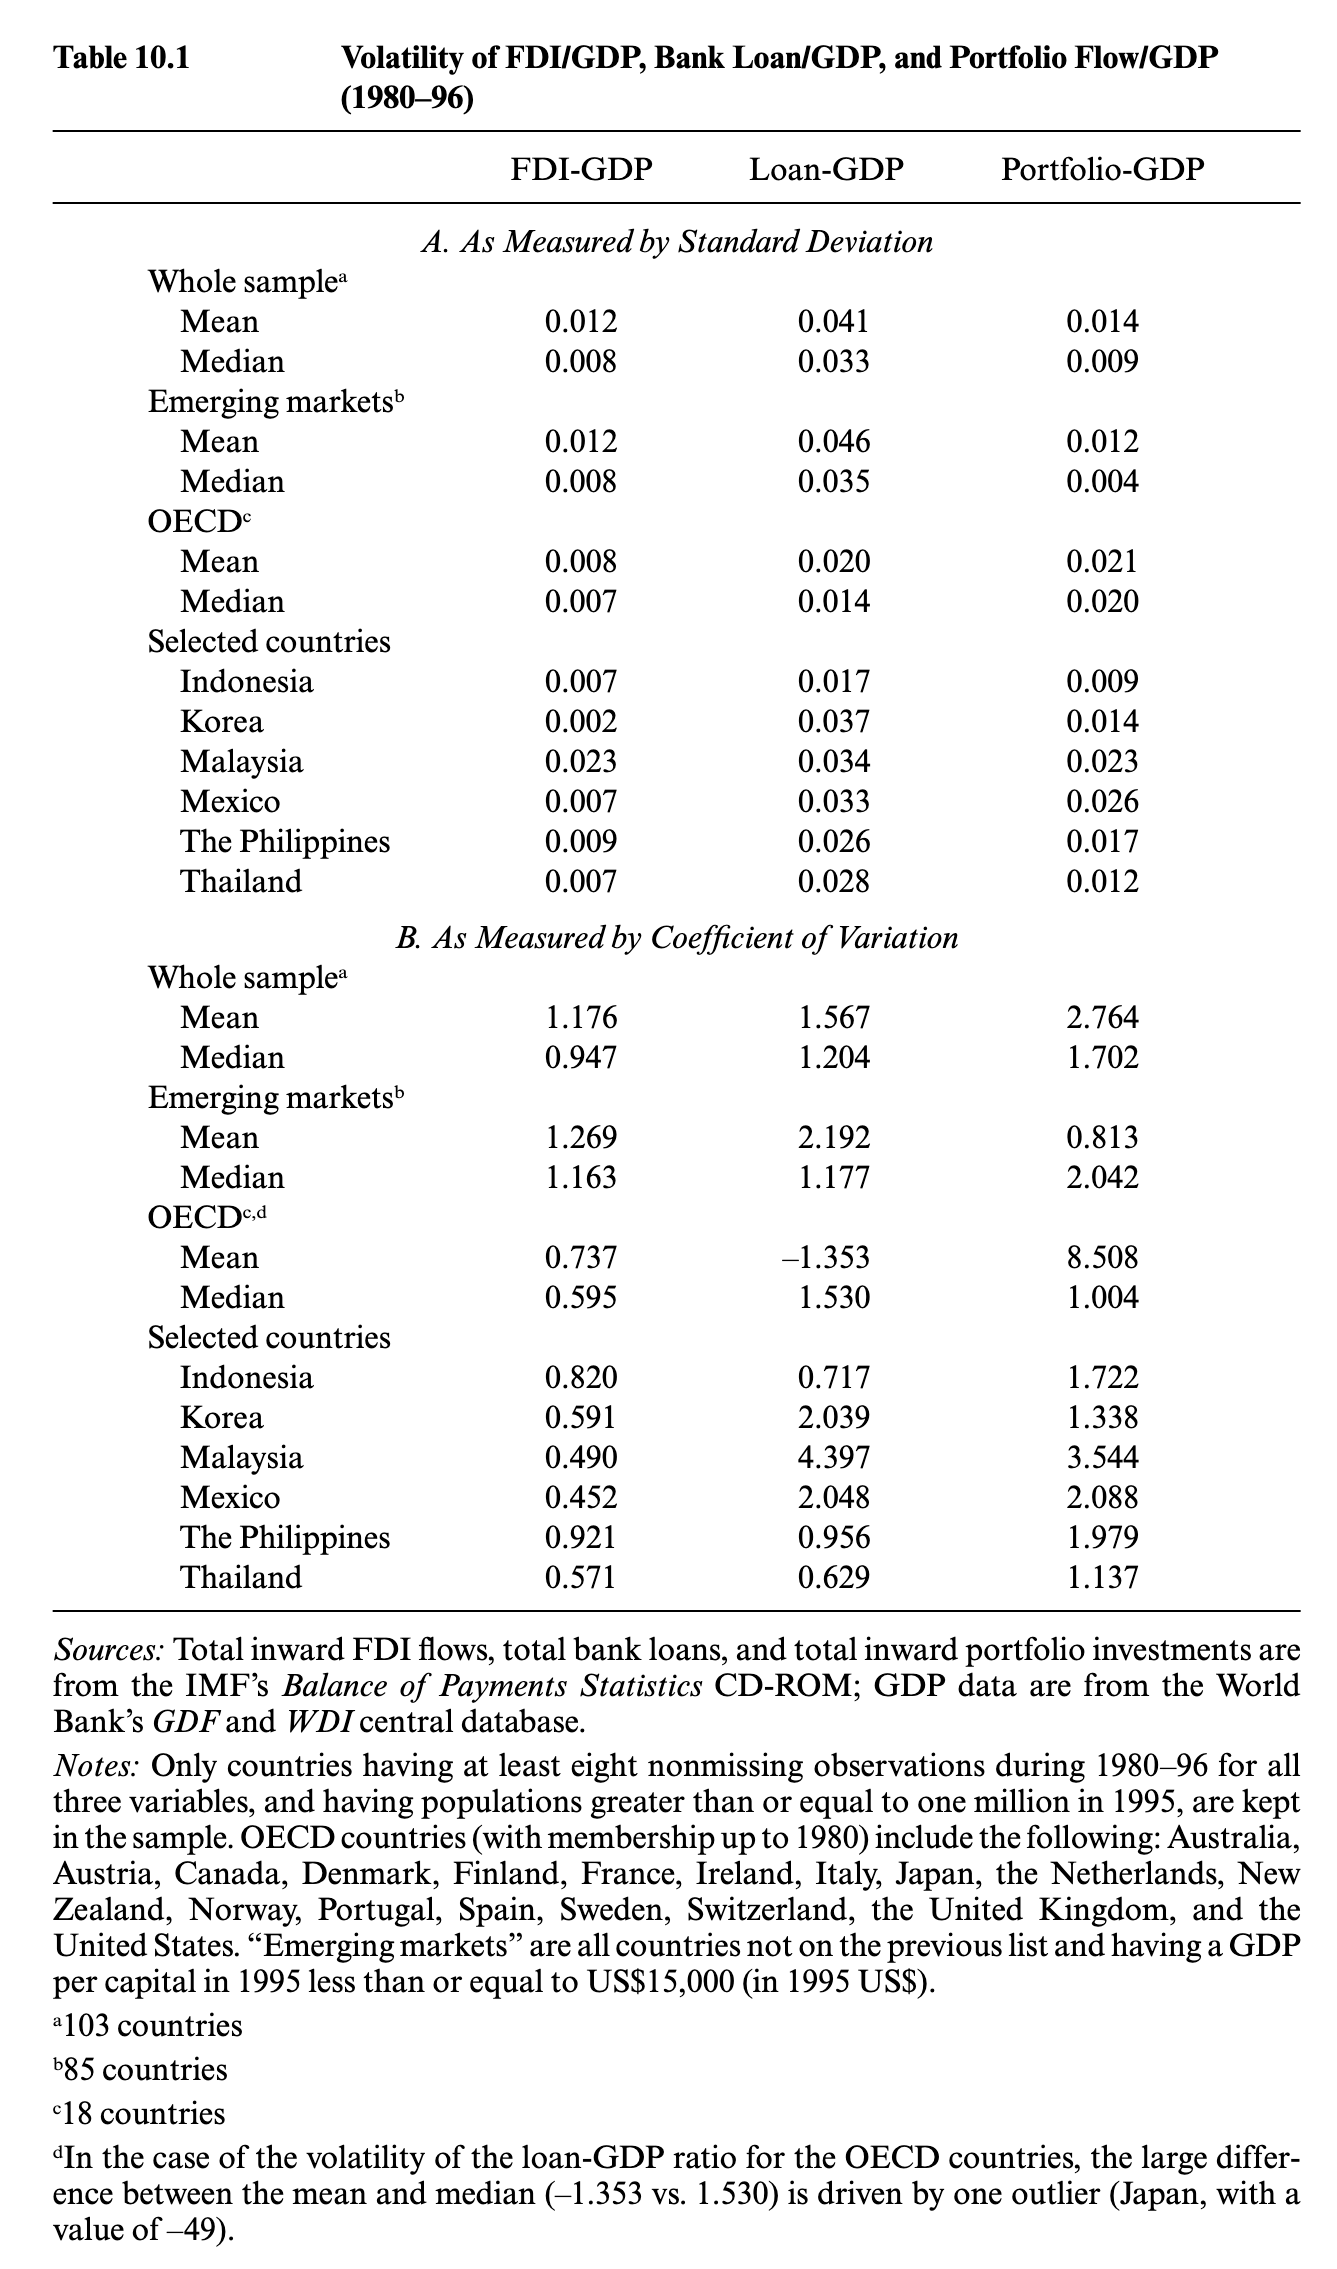 Table 10.1 Volatility of FDI/GDP, Bank Loan/GDP, and Portfolio Flow/GDP
(1980–96)
FDI-GDP Loan-GDP Portfolio-GDP
A. As Measured by Standard Deviation
Whole sampleᵃ
Mean 0.012 0.041 0.014
Median 0.008 0.033 0.009
Emerging marketsᵇ
Mean 0.012 0.046 0.012
Median 0.008 0.035 0.004
OECDᶜ
Mean 0.008 0.020 0.021
Median 0.007 0.014 0.020
Selected countries
Indonesia 0.007 0.017 0.009
Korea 0.002 0.037 0.014
Malaysia 0.023 0.034 0.023
Mexico 0.007 0.033 0.026
The Philippines 0.009 0.026 0.017
Thailand 0.007 0.028 0.012
B. As Measured by Coefficient of Variation
Whole sampleᵃ
Mean 1.176 1.567 2.764
Median 0.947 1.204 1.702
Emerging marketsᵇ
Mean 1.269 2.192 0.813
Median 1.163 1.177 2.042
OECDᶜ,ᵈ
Mean 0.737 –1.353 8.508
Median 0.595 1.530 1.004
Selected countries
Indonesia 0.820 0.717 1.722
Korea 0.591 2.039 1.338
Malaysia 0.490 4.397 3.544
Mexico 0.452 2.048 2.088
The Philippines 0.921 0.956 1.979
Thailand 0.571 0.629 1.137
Sources: Total inward FDI flows, total bank loans, and total inward portfolio investments are
from the IMF’s Balance of Payments Statistics CD-ROM; GDP data are from the World
Bank’s GDF and WDI central database.
Notes: Only countries having at least eight nonmissing observations during 1980–96 for all
three variables, and having populations greater than or equal to one million in 1995, are kept
in the sample. OECD countries (with membership up to 1980) include the following: Australia,
Austria, Canada, Denmark, Finland, France, Ireland, Italy, Japan, the Netherlands, New
Zealand, Norway, Portugal, Spain, Sweden, Switzerland, the United Kingdom, and the
United States. “Emerging markets” are all countries not on the previous list and having a GDP
per capital in 1995 less than or equal to US$15,000 (in 1995 US$).
ᵃ103 countries
ᵇ85 countries
ᶜ18 countries
ᵈIn the case of the volatility of the loan-GDP ratio for the OECD countries, the large differ-
ence between the mean and median (–1.353 vs. 1.530) is driven by one outlier (Japan, with a
value of –49).